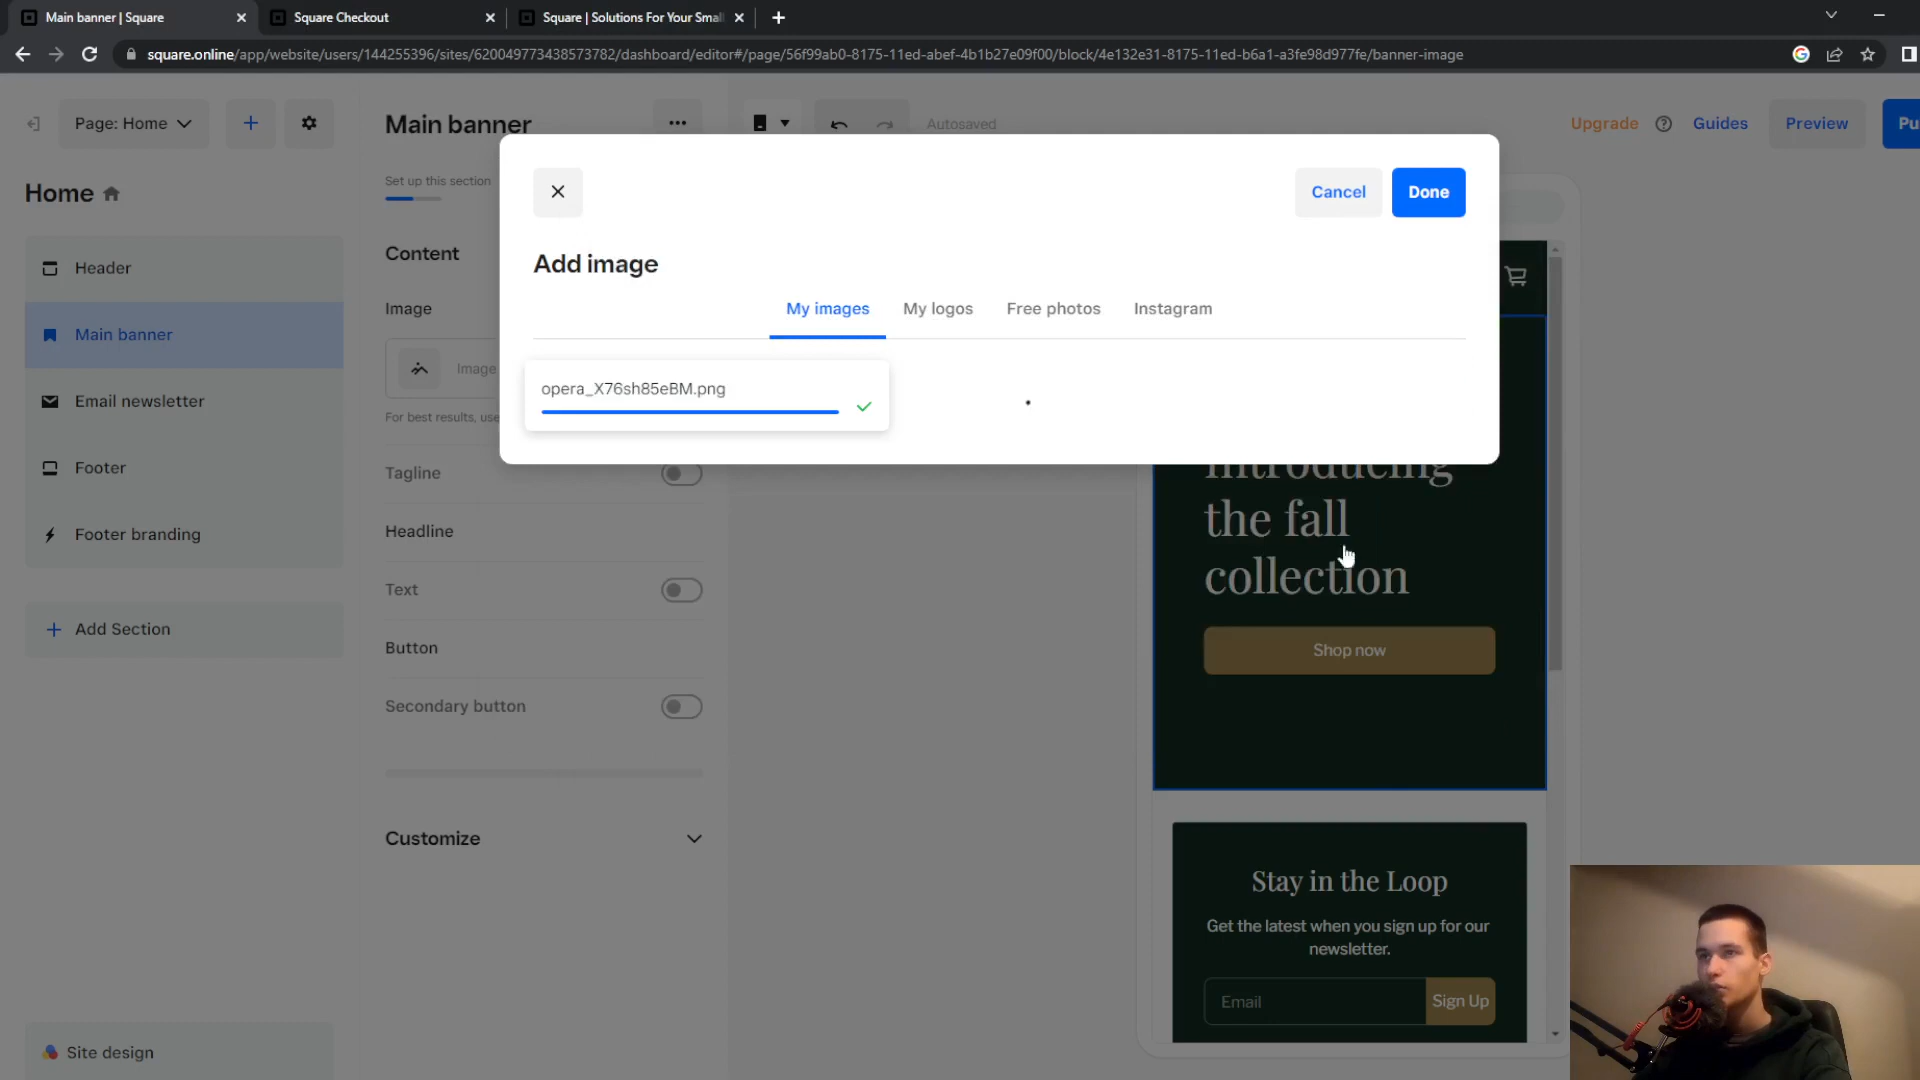 Main banner | Square
Square Checkout
Square | Solutions For Your Smal
square.online/app/website/users/144255396/sites/620049773438573782/dashboard/editor#/page/56f99ab0-8175-11ed-abef-4b1b27e09f00/block/4e132e31-8175-11ed-b6a1-a3fe98d977fe/banner-image
Page: Home
Main banner
Autosaved
Upgrade
Guides
Preview
Pu
Home
Header
Main banner
Email newsletter
Footer
Footer branding
Add Section
Site design
Set up this section
Content
Image
Image
For best results, use
Tagline
Headline
Text
Button
Secondary button
Customize
Cancel
Done
Add image
My images
My logos
Free photos
Instagram
opera_X76sh85eBM.png
Introducing
the fall
collection
Shop now
Stay in the Loop
Get the latest when you sign up for our
newsletter.
Email
Sign Up